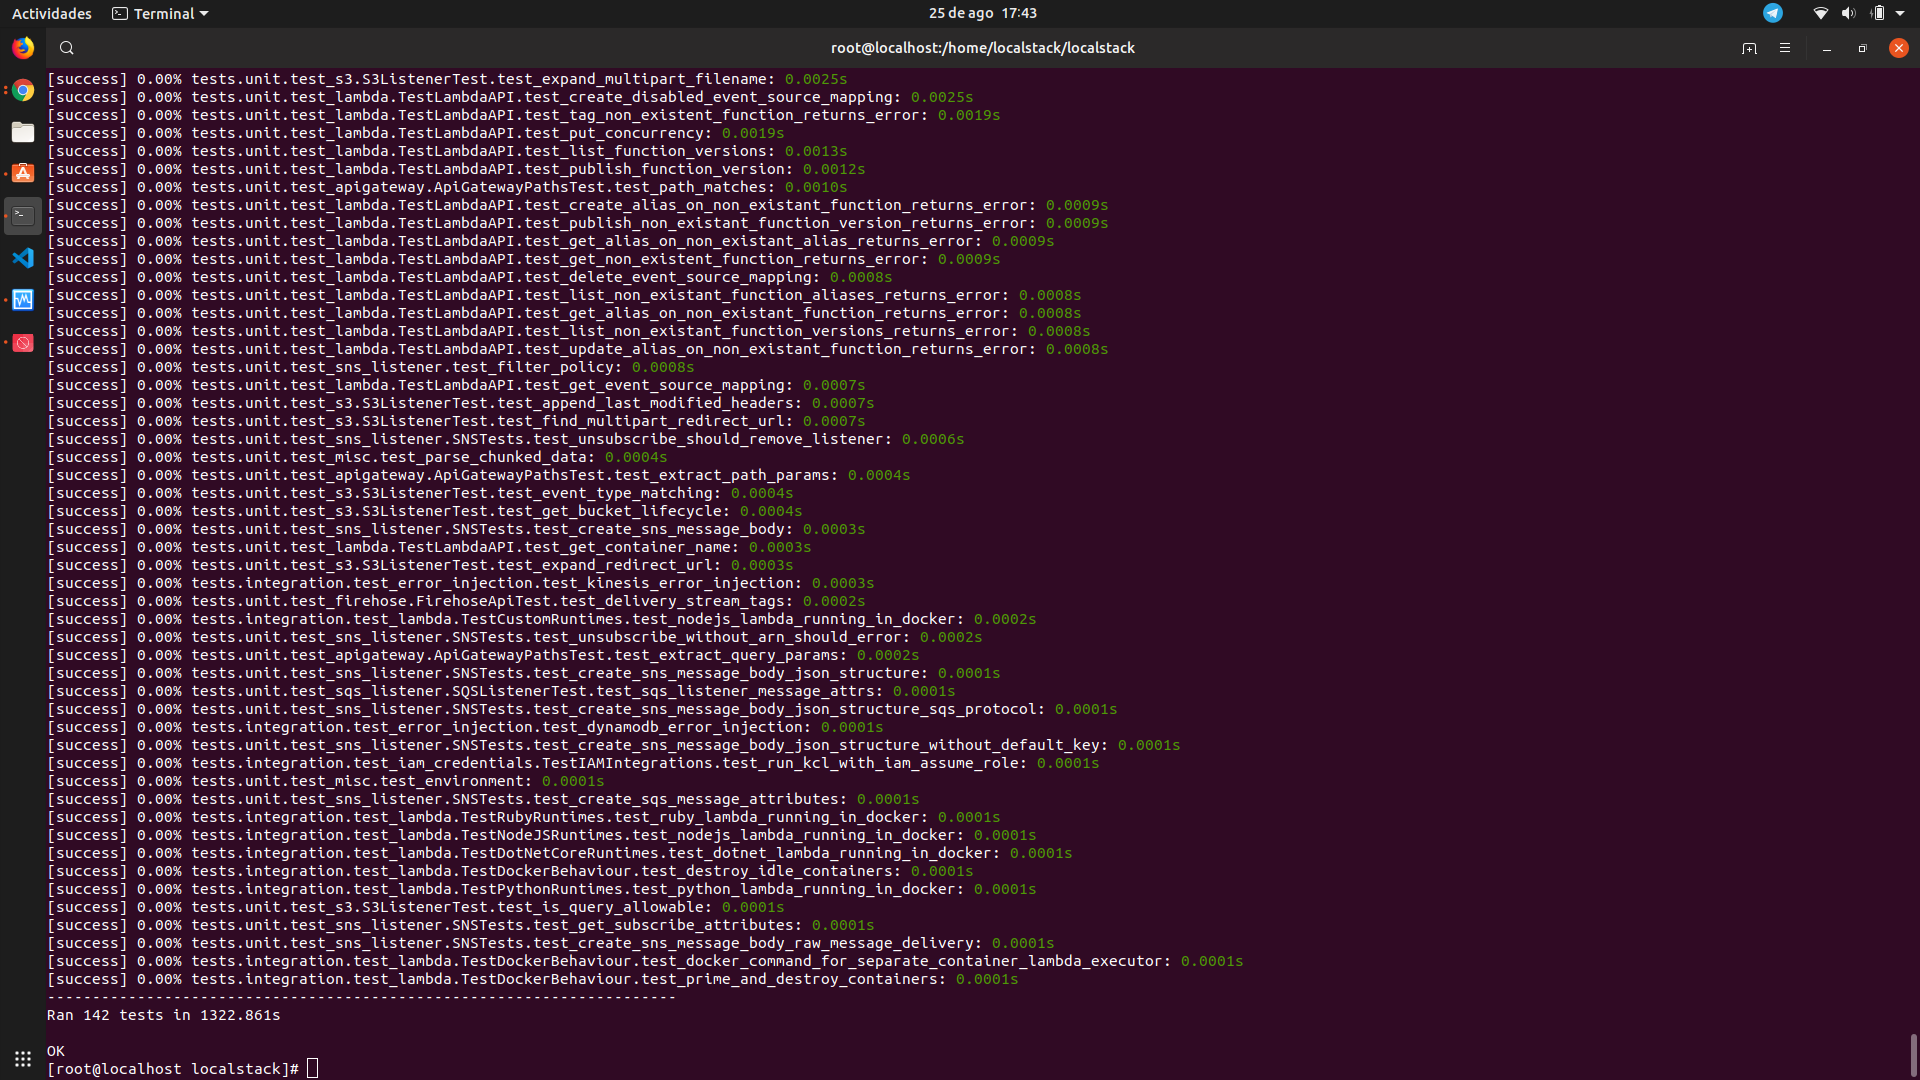 Actividades
Terminal
25 de ago 17:43
root@localhost:/home/localstack/localstack
[success] 0.00% tests.unit.test_s3.S3ListenerTest.test_expand_multipart_filename: 0.0025s
[success] 0.00% tests.unit.test_lambda.TestLambdaAPI.test_create_disabled_event_source_mapping: 0.0025s
[success] 0.00% tests.unit.test_lambda.TestLambdaAPI.test_tag_non_existent_function_returns_error: 0.0019s
[success] 0.00% tests.unit.test_lambda.TestLambdaAPI.test_put_concurrency: 0.0019s
[success] 0.00% tests.unit.test_lambda.TestLambdaAPI.test_list_function_versions: 0.0013s
[success] 0.00% tests.unit.test_lambda.TestLambdaAPI.test_publish_function_version: 0.0012s
[success] 0.00% tests.unit.test_apigateway.ApiGatewayPathsTest.test_path_matches: 0.0010s
[success] 0.00% tests.unit.test_lambda.TestLambdaAPI.test_create_alias_on_non_existant_function_returns_error: 0.0009s
[success] 0.00% tests.unit.test_lambda.TestLambdaAPI.test_publish_non_existant_function_version_returns_error: 0.0009s
[success] 0.00% tests.unit.test_lambda.TestLambdaAPI.test_get_alias_on_non_existant_alias_returns_error: 0.0009s
[success] 0.00% tests.unit.test_lambda.TestLambdaAPI.test_get_non_existent_function_returns_error: 0.0009s
[success] 0.00% tests.unit.test_lambda.TestLambdaAPI.test_delete_event_source_mapping: 0.0008s
[success] 0.00% tests.unit.test_lambda.TestLambdaAPI.test_list_non_existant_function_aliases_returns_error: 0.0008s
[success] 0.00% tests.unit.test_lambda.TestLambdaAPI.test_get_alias_on_non_existant_function_returns_error: 0.0008s
[success] 0.00% tests.unit.test_lambda.TestLambdaAPI.test_list_non_existant_function_versions_returns_error: 0.0008s
[success] 0.00% tests.unit.test_lambda.TestLambdaAPI.test_update_alias_on_non_existant_function_returns_error: 0.0008s
[success] 0.00% tests.unit.test_sns_listener.test_filter_policy: 0.0008s
[success] 0.00% tests.unit.test_lambda.TestLambdaAPI.test_get_event_source_mapping: 0.0007s
[success] 0.00% tests.unit.test_s3.S3ListenerTest.test_append_last_modified_headers: 0.0007s
[success] 0.00% tests.unit.test_s3.S3ListenerTest.test_find_multipart_redirect_url: 0.0007s
[success] 0.00% tests.unit.test_sns_listener.SNSTests.test_unsubscribe_should_remove_listener: 0.0006s
[success] 0.00% tests.unit.test_misc.test_parse_chunked_data: 0.0004s
[success] 0.00% tests.unit.test_apigateway.ApiGatewayPathsTest.test_extract_path_params: 0.0004s
[success] 0.00% tests.unit.test_s3.S3ListenerTest.test_event_type_matching: 0.0004s
[success] 0.00% tests.unit.test_s3.S3ListenerTest.test_get_bucket_lifecycle: 0.0004s
[success] 0.00% tests.unit.test_sns_listener.SNSTests.test_create_sns_message_body: 0.0003s
[success] 0.00% tests.unit.test_lambda.TestLambdaAPI.test_get_container_name: 0.0003s
[success] 0.00% tests.unit.test_s3.S3ListenerTest.test_expand_redirect_url: 0.0003s
[success] 0.00% tests.integration.test_error_injection.test_kinesis_error_injection: 0.0003s
[success] 0.00% tests.unit.test_firehose.FirehoseApiTest.test_delivery_stream_tags: 0.0002s
[success] 0.00% tests.integration.test_lambda.TestCustomRuntimes.test_nodejs_lambda_running_in_docker: 0.0002s
[success] 0.00% tests.unit.test_sns_listener.SNSTests.test_unsubscribe_without_arn_should_error: 0.0002s
[success] 0.00% tests.unit.test_apigateway.ApiGatewayPathsTest.test_extract_query_params: 0.0002s
[success] 0.00% tests.unit.test_sns_listener.SNSTests.test_create_sns_message_body_json_structure: 0.0001s
[success] 0.00% tests.unit.test_sqs_listener.SQSListenerTest.test_sqs_listener_message_attrs: 0.0001s
[success] 0.00% tests.unit.test_sns_listener.SNSTests.test_create_sns_message_body_json_structure_sqs_protocol: 0.0001s
[success] 0.00% tests.integration.test_error_injection.test_dynamodb_error_injection: 0.0001s
[success] 0.00% tests.unit.test_sns_listener.SNSTests.test_create_sns_message_body_json_structure_without_default_key: 0.0001s
[success] 0.00% tests.integration.test_iam_credentials.TestIAMIntegrations.test_run_kcl_with_iam_assume_role: 0.0001s
[success] 0.00% tests.unit.test_misc.test_environment: 0.0001s
[success] 0.00% tests.unit.test_sns_listener.SNSTests.test_create_sqs_message_attributes: 0.0001s
[success] 0.00% tests.integration.test_lambda.TestRubyRuntimes.test_ruby_lambda_running_in_docker: 0.0001s
[success] 0.00% tests.integration.test_lambda.TestNodeJSRuntimes.test_nodejs_lambda_running_in_docker: 0.0001s
[success] 0.00% tests.integration.test_lambda.TestDotNetCoreRuntimes.test_dotnet_lambda_running_in_docker: 0.0001s
[success] 0.00% tests.integration.test_lambda.TestDockerBehaviour.test_destroy_idle_containers: 0.0001s
[success] 0.00% tests.integration.test_lambda.TestPythonRuntimes.test_python_lambda_running_in_docker: 0.0001s
[success] 0.00% tests.unit.test_s3.S3ListenerTest.test_is_query_allowable: 0.0001s
[success] 0.00% tests.unit.test_sns_listener.SNSTests.test_get_subscribe_attributes: 0.0001s
[success] 0.00% tests.unit.test_sns_listener.SNSTests.test_create_sns_message_body_raw_message_delivery: 0.0001s
[success] 0.00% tests.integration.test_lambda.TestDockerBehaviour.test_docker_command_for_separate_container_lambda_executor: 0.0001s
[success] 0.00% tests.integration.test_lambda.TestDockerBehaviour.test_prime_and_destroy_containers: 0.0001s
----------------------------------------------------------------------
Ran 142 tests in 1322.861s
OK
[root@localhost localstack]#